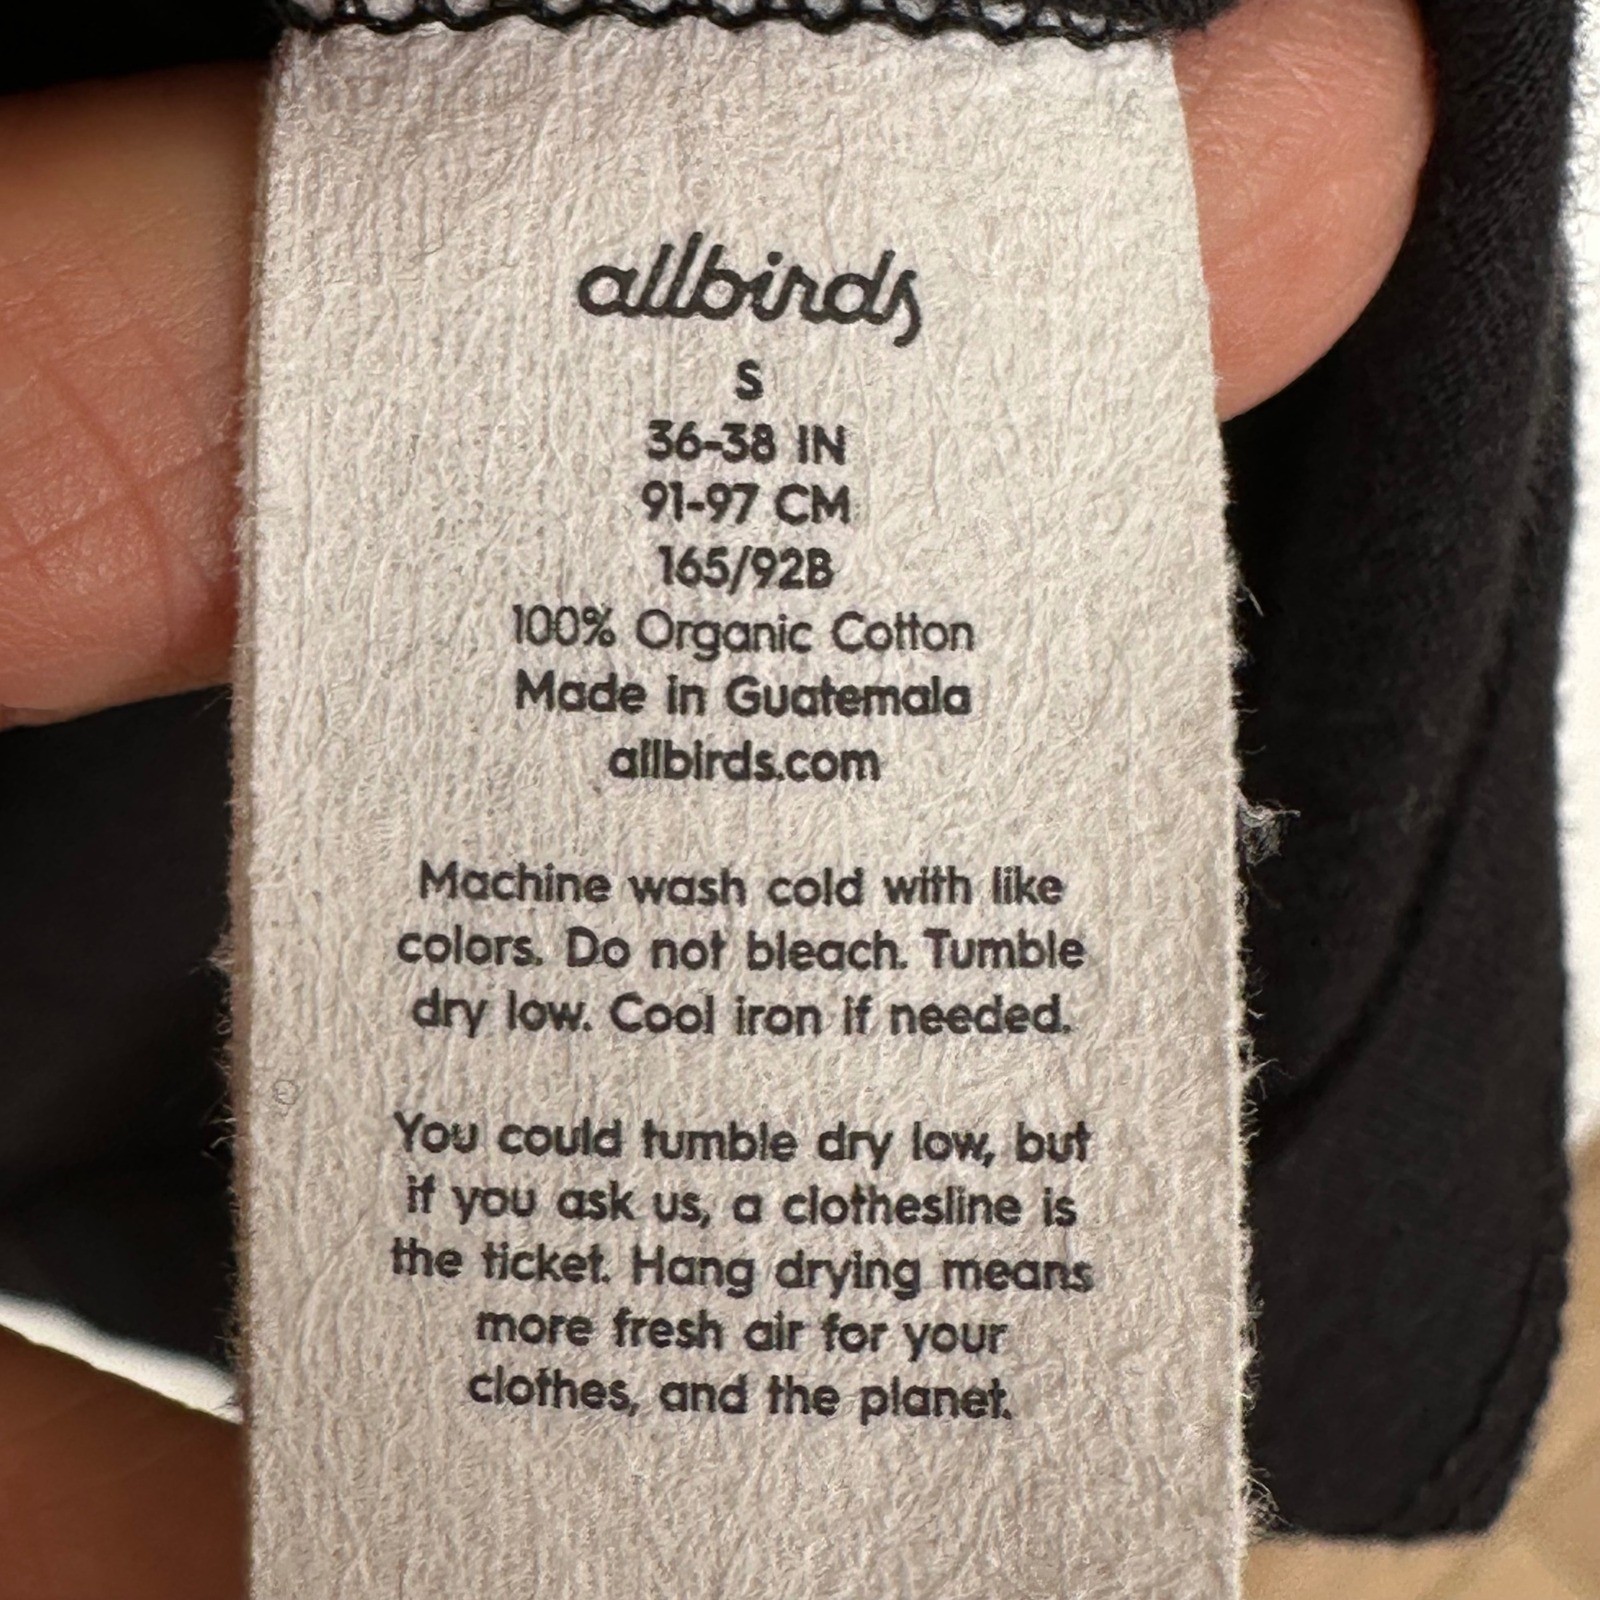 allbirds
S
36-38 IN
91-97 CM
165/92B
100% Organic Cotton
Made in Guatemala
allbirds.com
Machine wash cold with like
colors. Do not bleach. Tumble
dry low. Cool iron if needed.
You could tumble dry low, but
if you ask us, a clothesline is
the ticket. Hang drying means
more fresh air for your
clothes, and the planet.